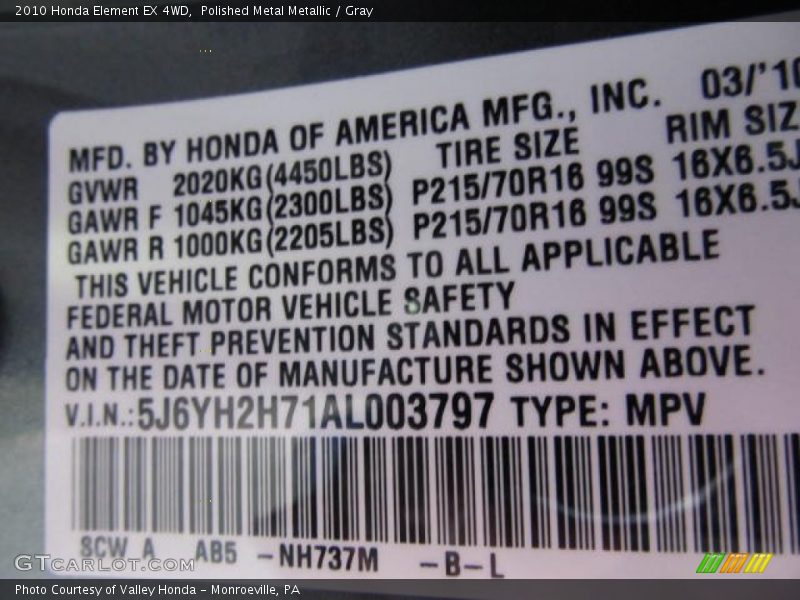 2010 Honda Element EX 4WD,  Polished Metal Metallic / Gray
MFD. BY HONDA OF AMERICA MFG., INC. 03/'10
GVWR 2020KG(4450LBS) TIRE SIZE RIM SIZ
GAWR F 1045KG(2300LBS) P215/70R16 99S 16X6.5J
GAWR R 1000KG(2205LBS) P215/70R16 99S 16X6.5J
THIS VEHICLE CONFORMS TO ALL APPLICABLE
FEDERAL MOTOR VEHICLE SAFETY
AND THEFT PREVENTION STANDARDS IN EFFECT
ON THE DATE OF MANUFACTURE SHOWN ABOVE.
V.I.N.:5J6YH2H71AL003797 TYPE: MPV
SCW A AB5 -NH737M -B-L
GTcarlot.com
Photo Courtesy of Valley Honda - Monroeville, PA